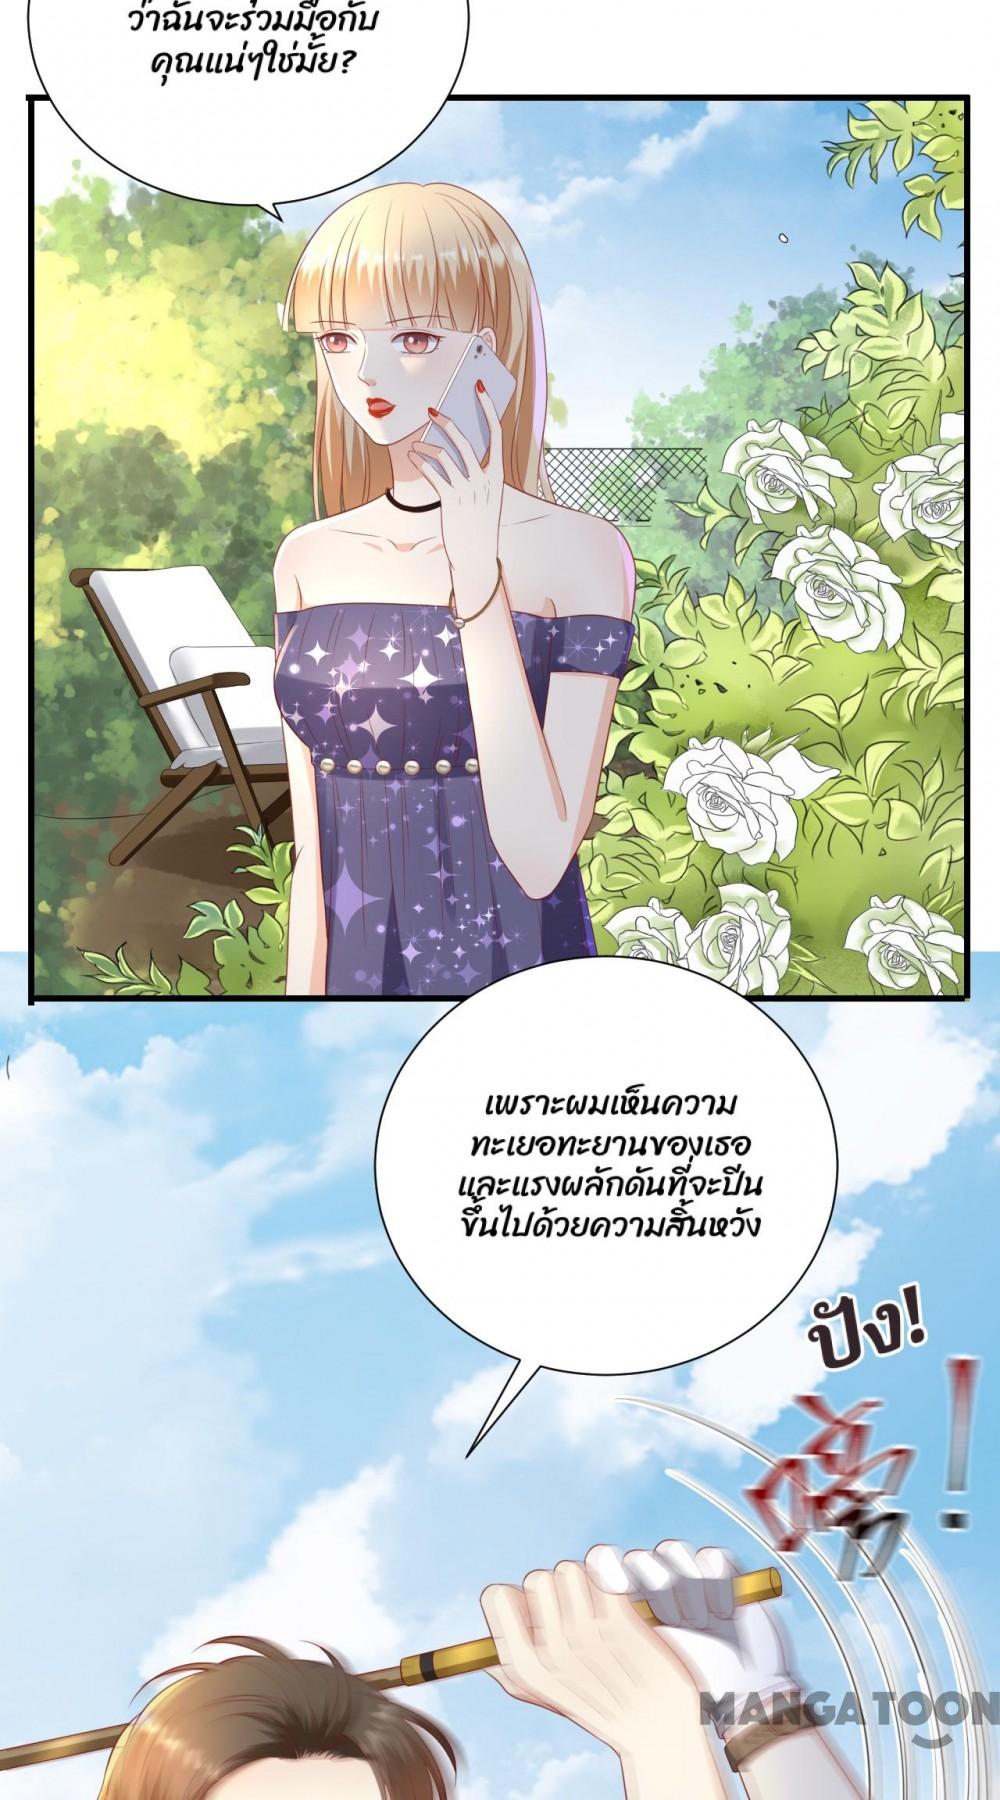 ว่าฉันจะร่วมมือกับ
คุณแน่ๆใช่มั้ย?
เพราะผมเห็นความ
ทะเยอทะยานของเธอ
และแรงผลักดันที่จะปีน
ขึ้นไปด้วยความสิ้นหวัง
ปัง!
MANGATOON